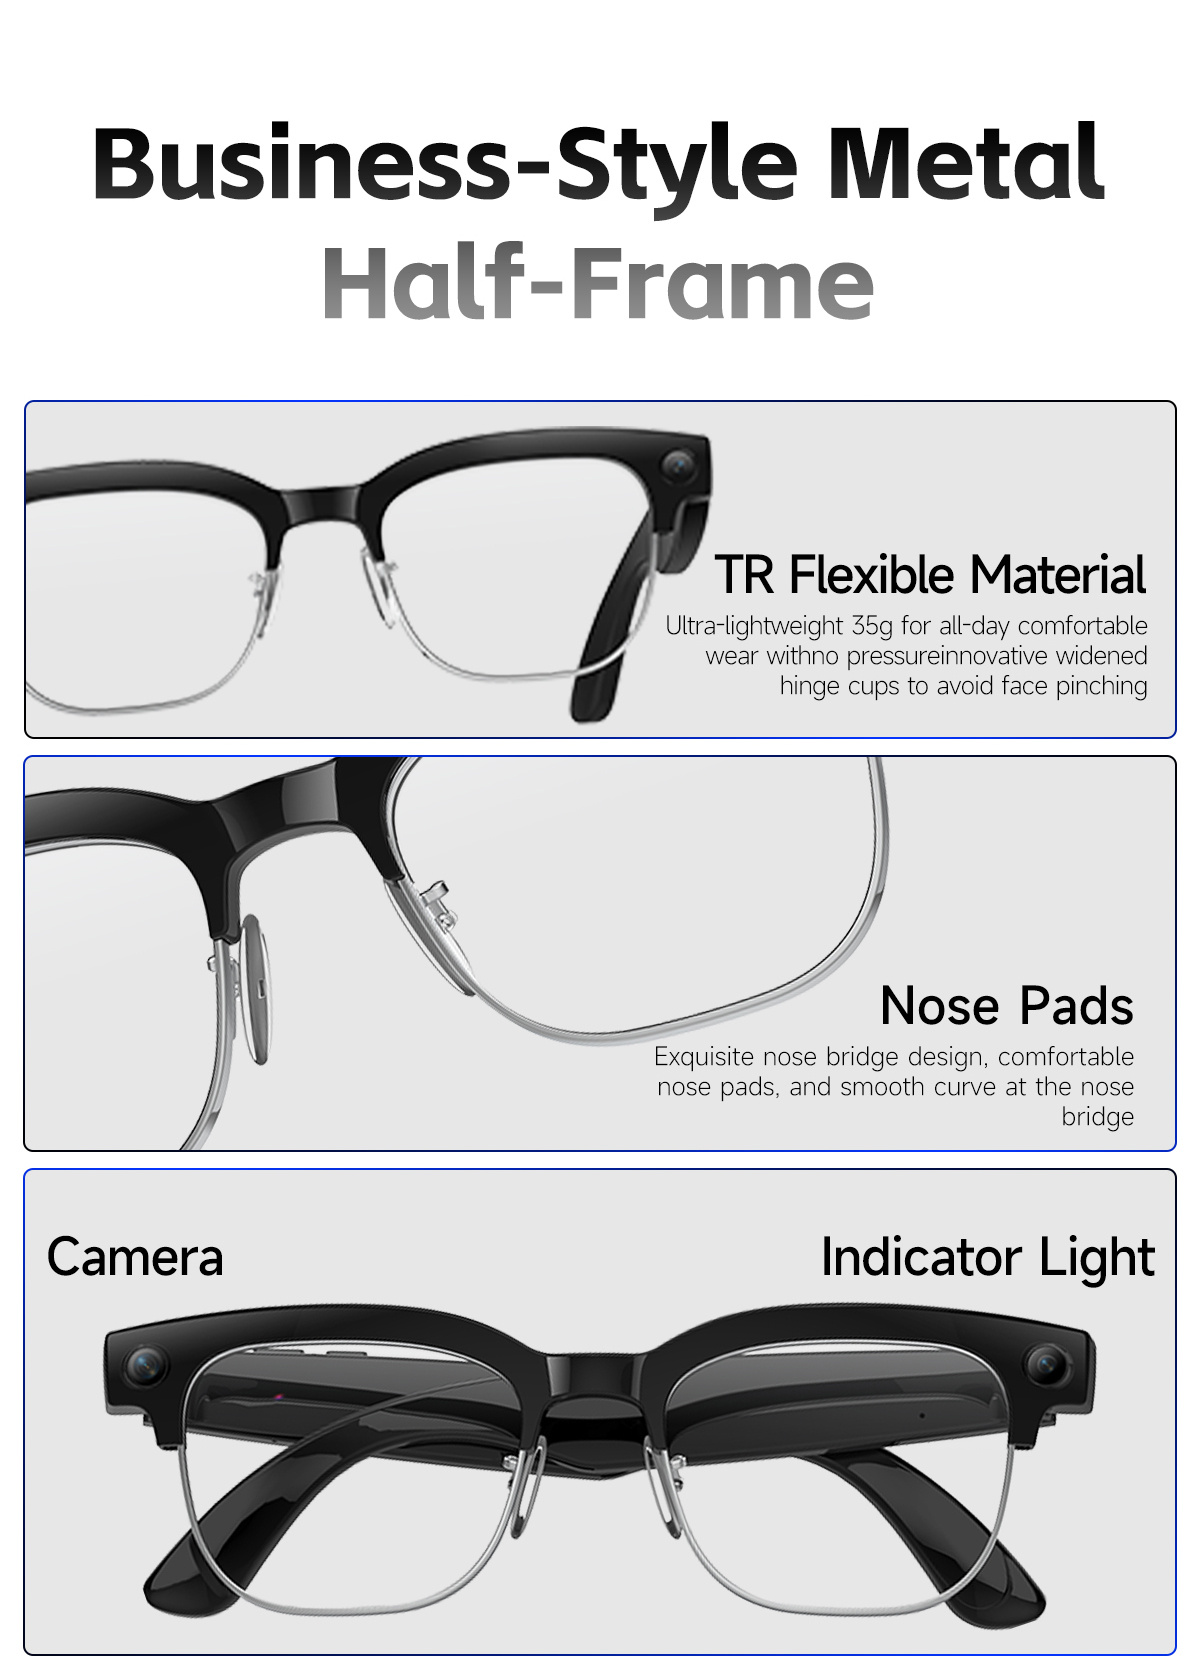 Business-Style Metal
Half-Frame
TR Flexible Material
Ultra-lightweight 35g for all-day comfortable
wear withno pressureinnovative widened
hinge cups to avoid face pinching
Nose Pads
Exquisite nose bridge design, comfortable
nose pads, and smooth curve at the nose
bridge
Camera
Indicator Light